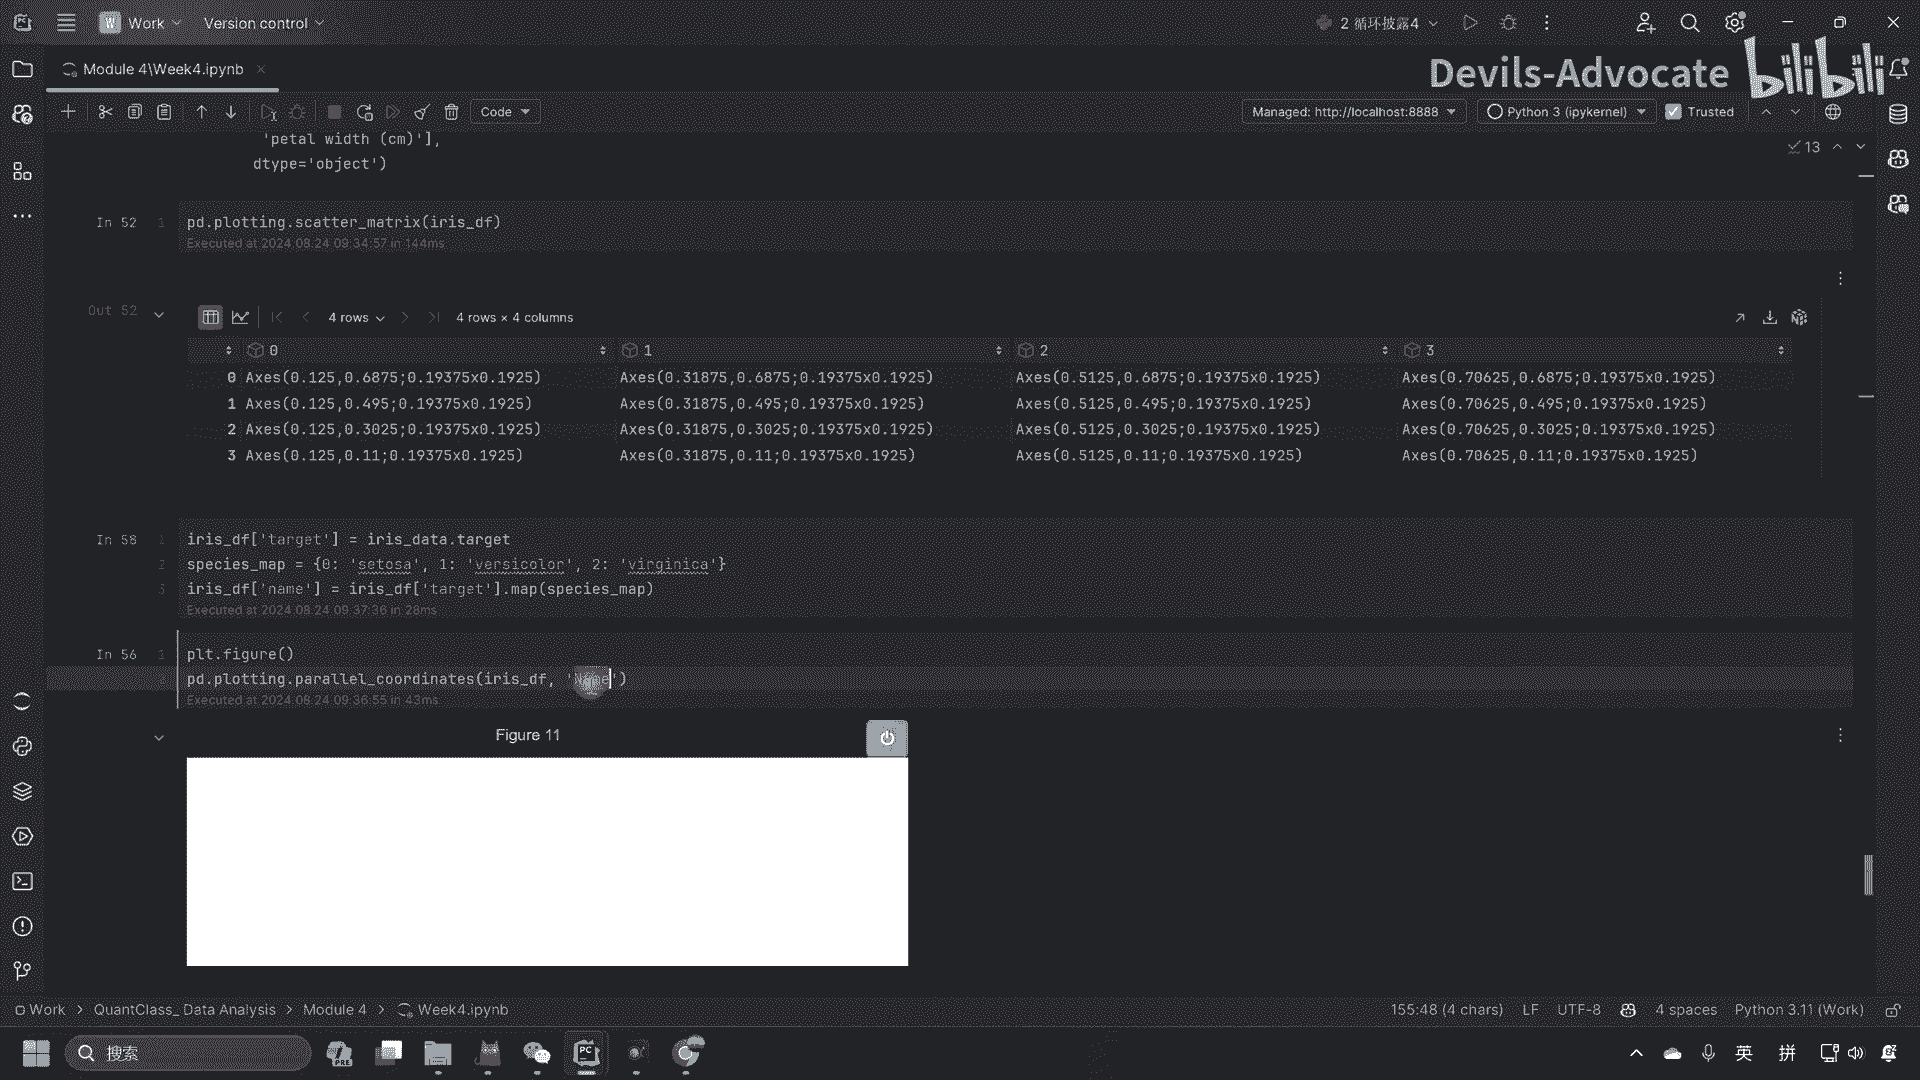 W Work Version control 2 循环披露4
Module 4\Week4.ipynb
Devils-Advocate bilibili
Code Managed: http://localhost:8888 Python 3 (ipykernel) Trusted
'petal width (cm)'],
dtype='object')
13
In 52 1 pd.plotting.scatter_matrix(iris_df)
Executed at 2024.08.24 09:34:57 in 144ms
Out 52 4 rows 4 rows × 4 columns
0 1 2 3
0 Axes(0.125,0.6875;0.19375x0.1925) Axes(0.31875,0.6875;0.19375x0.1925) Axes(0.5125,0.6875;0.19375x0.1925) Axes(0.70625,0.6875;0.19375x0.1925)
1 Axes(0.125,0.495;0.19375x0.1925) Axes(0.31875,0.495;0.19375x0.1925) Axes(0.5125,0.495;0.19375x0.1925) Axes(0.70625,0.495;0.19375x0.1925)
2 Axes(0.125,0.3025;0.19375x0.1925) Axes(0.31875,0.3025;0.19375x0.1925) Axes(0.5125,0.3025;0.19375x0.1925) Axes(0.70625,0.3025;0.19375x0.1925)
3 Axes(0.125,0.11;0.19375x0.1925) Axes(0.31875,0.11;0.19375x0.1925) Axes(0.5125,0.11;0.19375x0.1925) Axes(0.70625,0.11;0.19375x0.1925)
In 58 1 iris_df['target'] = iris_data.target
2 species_map = {0: 'setosa', 1: 'versicolor', 2: 'virginica'}
3 iris_df['name'] = iris_df['target'].map(species_map)
Executed at 2024.08.24 09:37:36 in 28ms
In 56 1 plt.figure()
2 pd.plotting.parallel_coordinates(iris_df, 'Name')
Executed at 2024.08.24 09:36:55 in 43ms
Figure 11
Work > QuantClass_ Data Analysis > Module 4 > Week4.ipynb 155:48 (4 chars) LF UTF-8 4 spaces Python 3.11 (Work)
搜索 PRE PC 英 拼